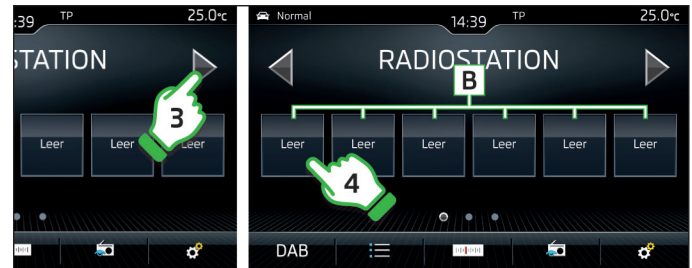 :39 TP 25.0°C
STATION
3
Leer Leer Leer
Normal 14:39 TP 25.0°C
RADIOSTATION
B
Leer Leer Leer Leer Leer Leer
4
DAB